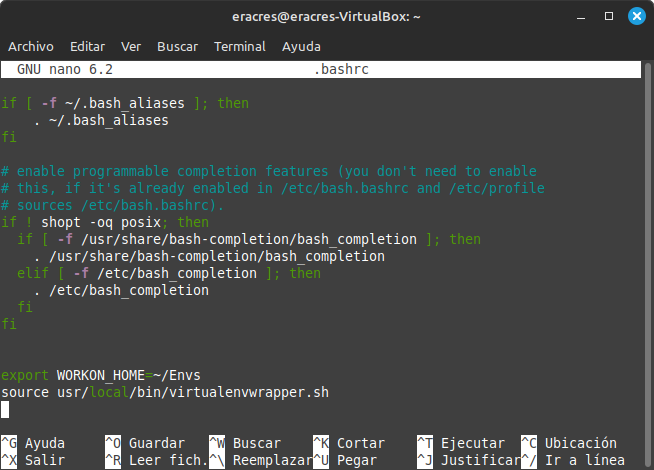 eracres@eracres-VirtualBox: ~
Archivo Editar Ver Buscar Terminal Ayuda
GNU nano 6.2 .bashrc
if [ -f ~/.bash_aliases ]; then
    . ~/.bash_aliases
fi
# enable programmable completion features (you don't need to enable
# this, if it's already enabled in /etc/bash.bashrc and /etc/profile
# sources /etc/bash.bashrc).
if ! shopt -oq posix; then
  if [ -f /usr/share/bash-completion/bash_completion ]; then
    . /usr/share/bash-completion/bash_completion
  elif [ -f /etc/bash_completion ]; then
    . /etc/bash_completion
  fi
fi
export WORKON_HOME=~/Envs
source usr/local/bin/virtualenvwrapper.sh
^G Ayuda ^O Guardar ^W Buscar ^K Cortar ^T Ejecutar ^C Ubicación
^X Salir ^R Leer fich. ^\ Reemplazar ^U Pegar ^J Justificar ^/ Ir a línea